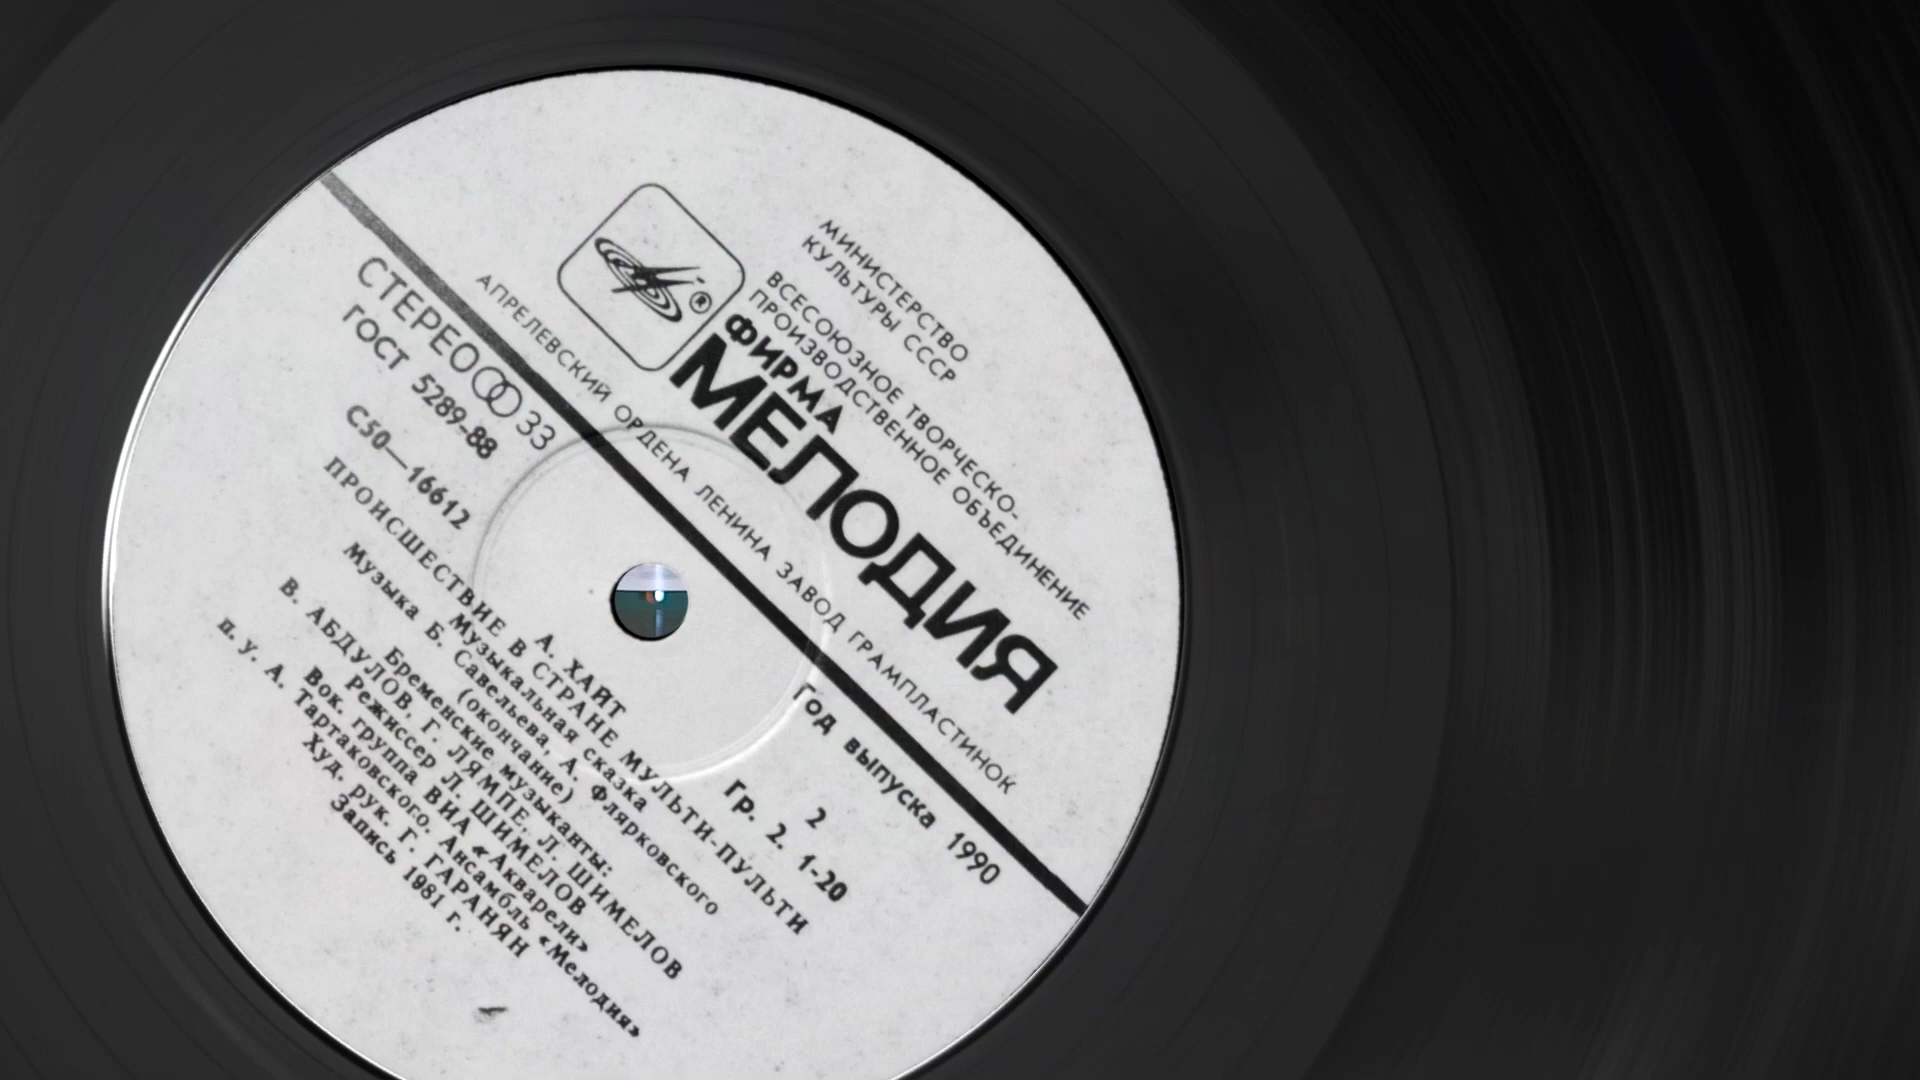 МИНИСТЕРСТВО
КУЛЬТУРЫ СССР
ВСЕСОЮЗНОЕ ТВОРЧЕСКО-
ПРОИЗВОДСТВЕННОЕ ОБЪЕДИНЕНИЕ
ФИРМА
МЕЛОДИЯ
®
АПРЕЛЕВСКИЙ ОРДЕНА ЛЕНИНА ЗАВОД ГРАМПЛАСТИНОК
СТЕРЕО 33
ГОСТ 5289-88
Год выпуска 1990
2
С50—16612
Гр. 2. 1-20
А. ХАЙТ
ПРОИСШЕСТВИЕ В СТРАНЕ МУЛЬТИ-ПУЛЬТИ
Музыкальная сказка
Музыка Б. Савельева, А. Флярковского
(окончание)
Бременские музыканты:
В. АБДУЛОВ, Г. ЛЯМПЕ, Л. ШИМЕЛОВ
Режиссер Л. ШИМЕЛОВ
Вок. группа ВИА «Акварели»
п. у. А. Тартаковского. Ансамбль «Мелодия»
Худ. рук. Г. ГАРАНЯН
Запись 1981 г.